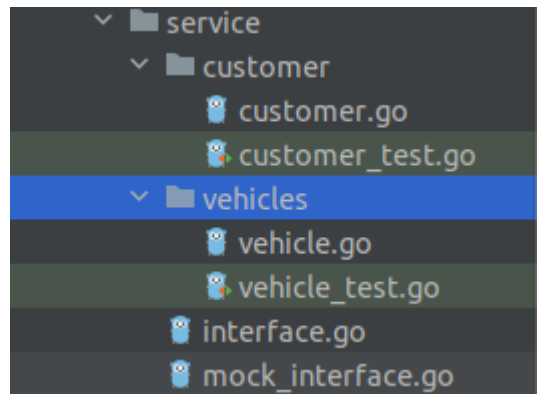 service
customer
customer.go
customer_test.go
vehicles
vehicle.go
vehicle_test.go
interface.go
mock_interface.go